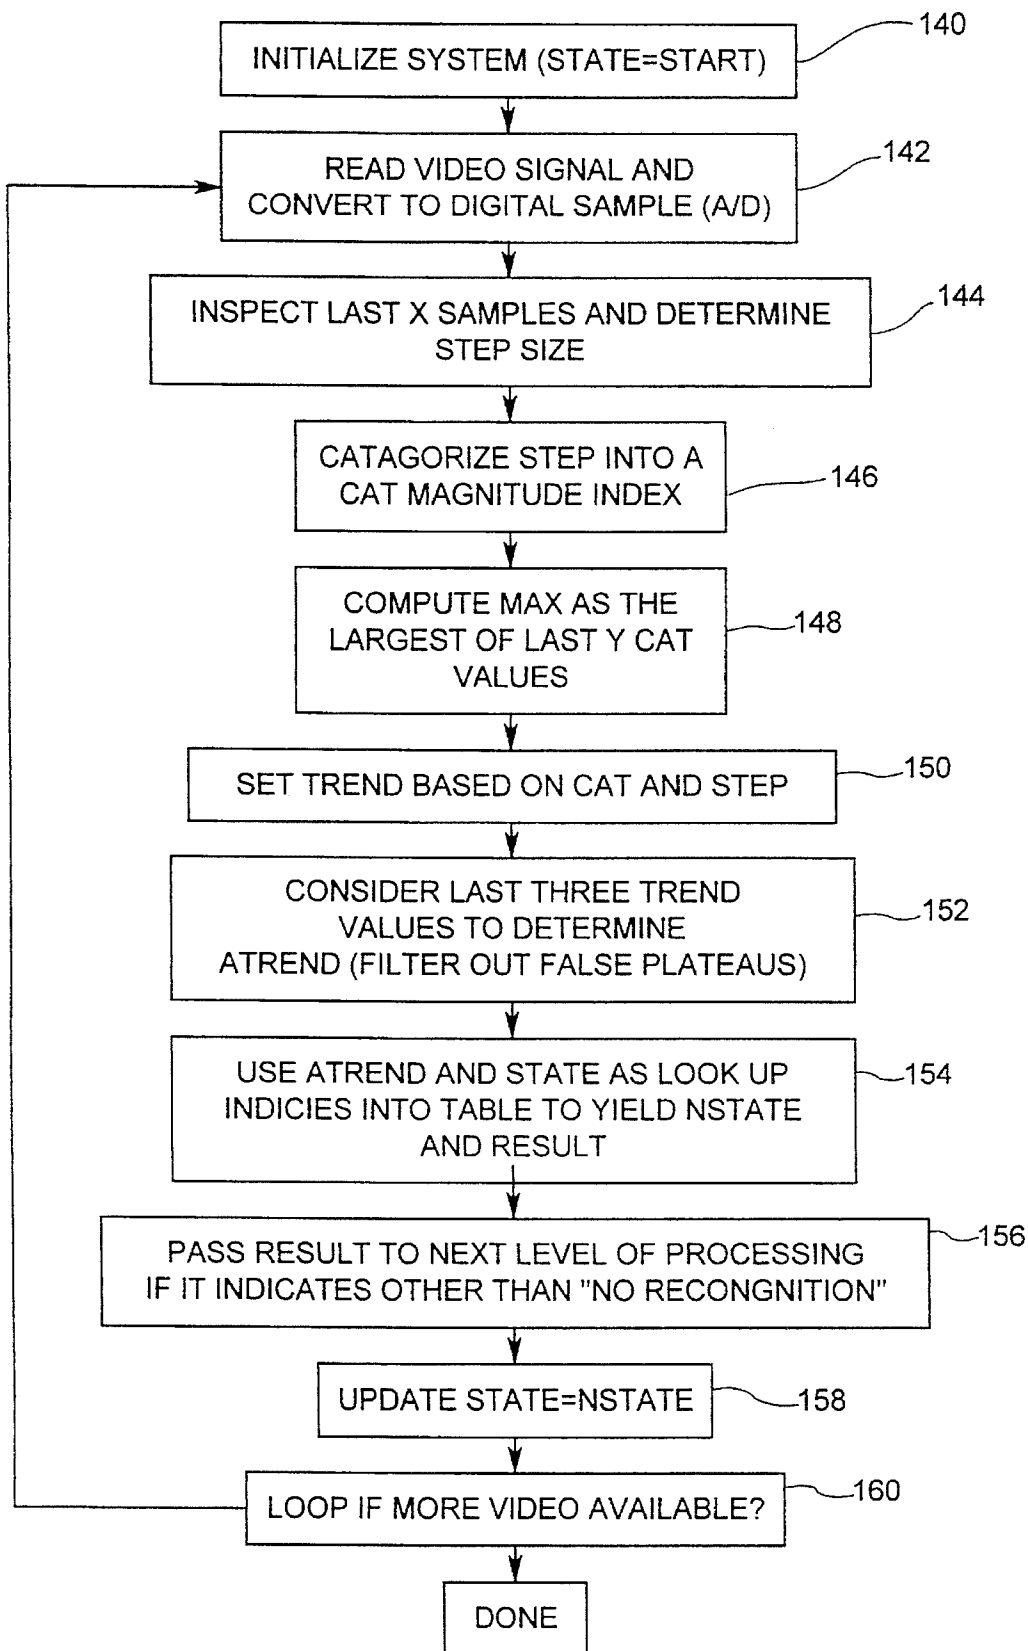 INITIALIZE SYSTEM (STATE=START)
140
READ VIDEO SIGNAL AND
CONVERT TO DIGITAL SAMPLE (A/D)
142
INSPECT LAST X SAMPLES AND DETERMINE
STEP SIZE
144
CATAGORIZE STEP INTO A
CAT MAGNITUDE INDEX
146
COMPUTE MAX AS THE
LARGEST OF LAST Y CAT
VALUES
148
SET TREND BASED ON CAT AND STEP
150
CONSIDER LAST THREE TREND
VALUES TO DETERMINE
ATREND (FILTER OUT FALSE PLATEAUS)
152
USE ATREND AND STATE AS LOOK UP
INDICIES INTO TABLE TO YIELD NSTATE
AND RESULT
154
PASS RESULT TO NEXT LEVEL OF PROCESSING
IF IT INDICATES OTHER THAN "NO RECONGNITION"
156
UPDATE STATE=NSTATE
158
LOOP IF MORE VIDEO AVAILABLE?
160
DONE